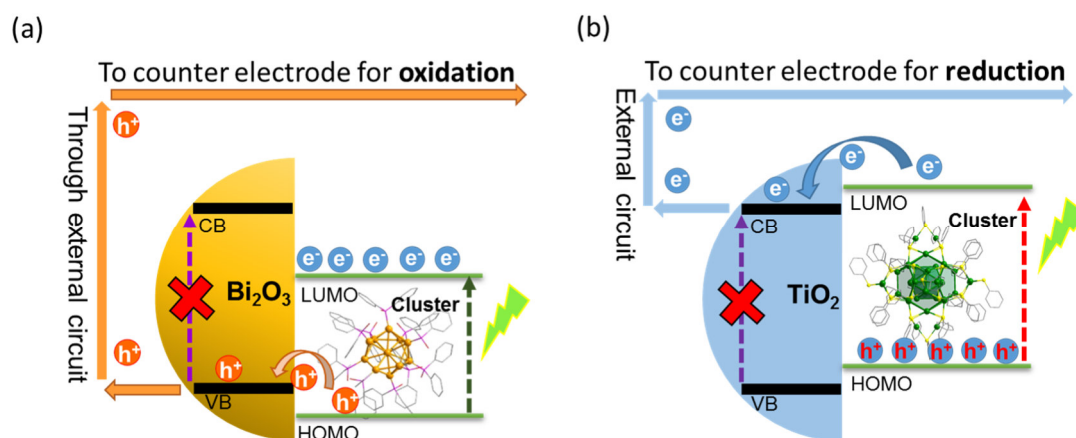 (a)
To counter electrode for oxidation
Through external circuit
h+
h+
CB
Bi2O3
h+
VB
e- e- e- e- e-
LUMO
Cluster
h+
h+
HOMO
(b)
To counter electrode for reduction
External circuit
e-
e-
e-
e-
e-
CB
TiO2
VB
LUMO
Cluster
h+ h+ h+ h+ h+
HOMO